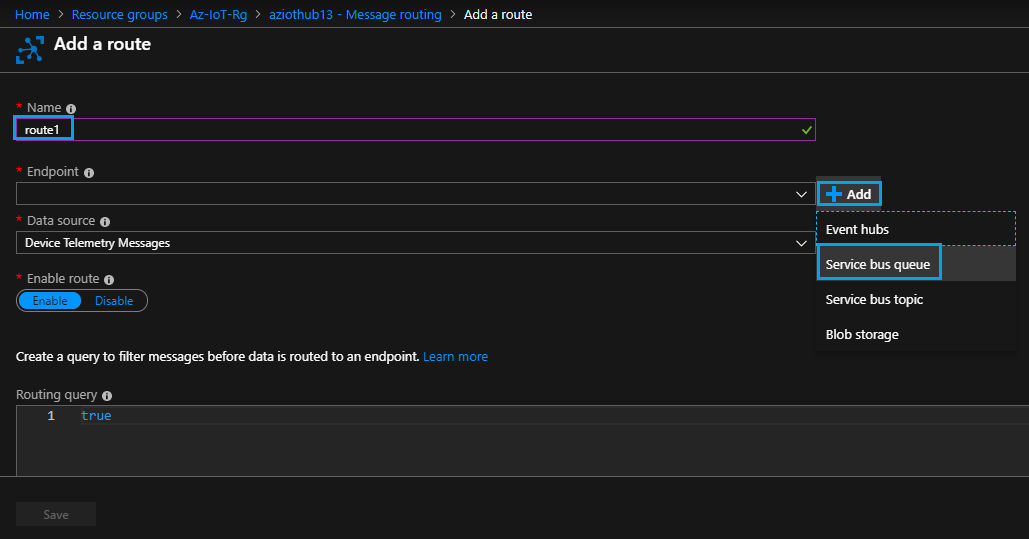 Home > Resource groups > Az-IoT-Rg > aziothub13 - Message routing > Add a route
Add a route
* Name
route1
* Endpoint
Add
* Data source
Device Telemetry Messages
Event hubs
Service bus queue
Service bus topic
Blob storage
* Enable route
Enable Disable
Create a query to filter messages before data is routed to an endpoint. Learn more
Routing query
1 true
Save